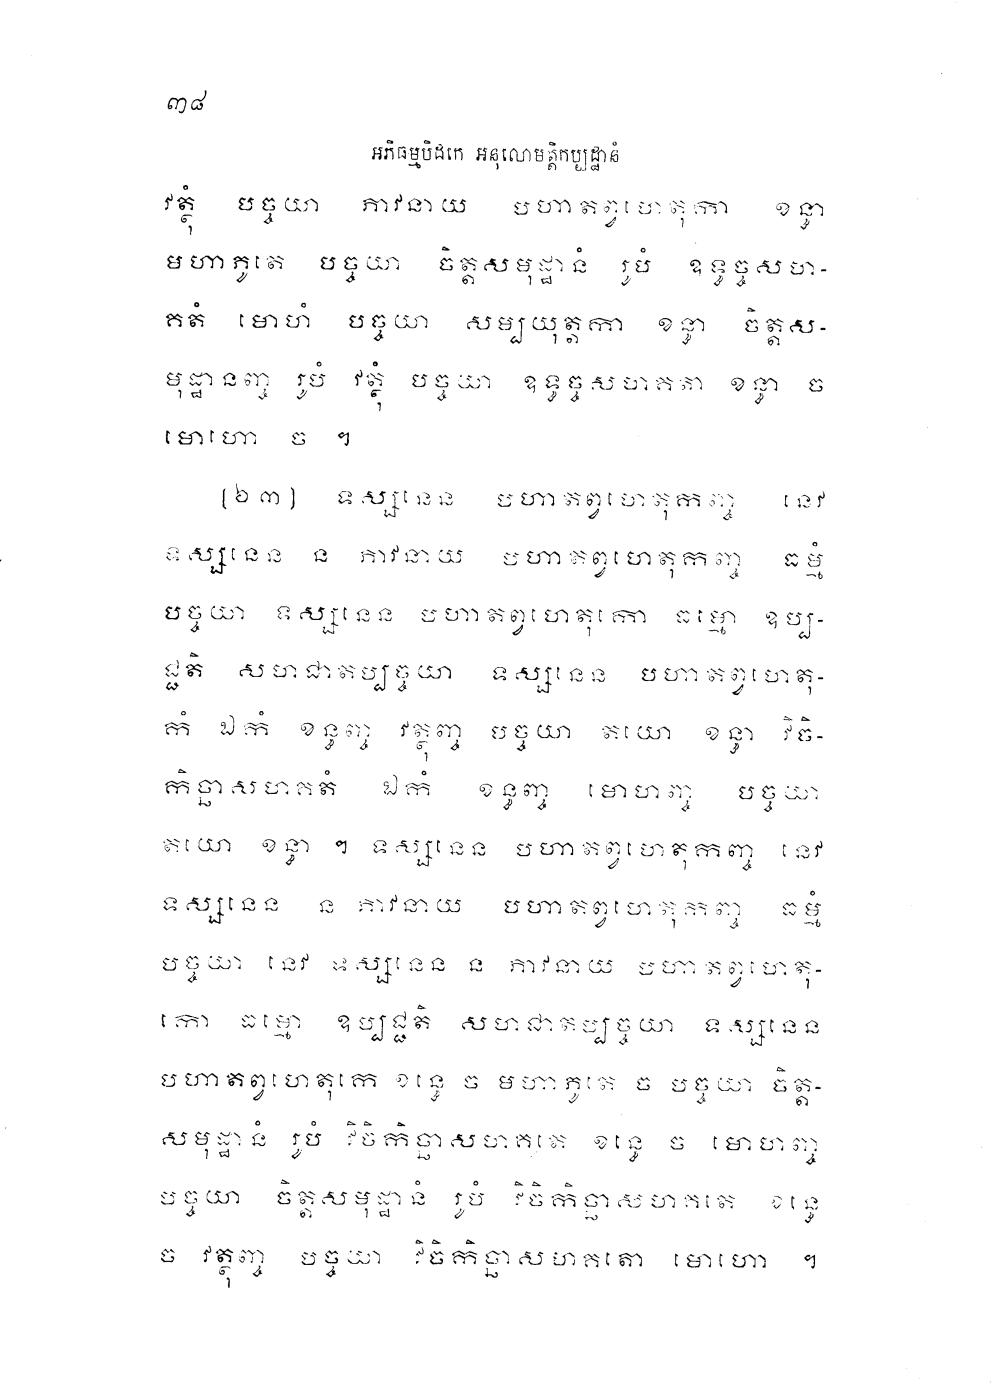 ៣៨
អភិធម្មបិដកេ អនុលោមត្តិកប្បដ្ឋានំ
វត្ថុំ បច្ចយា ភាវនាយ បហាតព្វហេតុកា ខន្ធា
មហាភូតេ បច្ចយា ចិត្តសមុដ្ឋានំ រូបំ ឧទ្ធច្ចសហ-
គតំ មោហំ បច្ចយា សម្បយុត្តកា ខន្ធា ចិត្តស-
មុដ្ឋានញ្ច រូបំ វត្ថុំ បច្ចយា ឧទ្ធច្ចសហគតា ខន្ធា ច
មោហោ ច ។
(៦៣) ទស្សនេន បហាតព្វហេតុកញ្ច នេវ
ទស្សនេន ន ភាវនាយ បហាតព្វហេតុកញ្ច ធម្មំ
បច្ចយា ទស្សនេន បហាតព្វហេតុកោ ធម្មោ ឧប្ប-
ជ្ជតិ សហជាតប្បច្ចយា ទស្សនេន បហាតព្វហេតុ-
កំ ឯកំ ខន្ធញ្ច វត្ថុញ្ច បច្ចយា តយោ ខន្ធា វិចិ-
កិច្ឆាសហគតំ ឯកំ ខន្ធញ្ច មោហញ្ច បច្ចយា
តយោ ខន្ធា ។ ទស្សនេន បហាតព្វហេតុកញ្ច នេវ
ទស្សនេន ន ភាវនាយ បហាតព្វហេតុកញ្ច ធម្មំ
បច្ចយា នេវ ទស្សនេន ន ភាវនាយ បហាតព្វហេតុ-
កោ ធម្មោ ឧប្បជ្ជតិ សហជាតប្បច្ចយា ទស្សនេន
បហាតព្វហេតុកេ ខន្ធេ ច មហាភូតេ ច បច្ចយា ចិត្ត-
សមុដ្ឋានំ រូបំ វិចិកិច្ឆាសហគតេ ខន្ធេ ច មោហញ្ច
បច្ចយា ចិត្តសមុដ្ឋានំ រូបំ វិចិកិច្ឆាសហគតេ ខន្ធេ
ច វត្ថុញ្ច បច្ចយា វិចិកិច្ឆាសហគតោ មោហោ ។